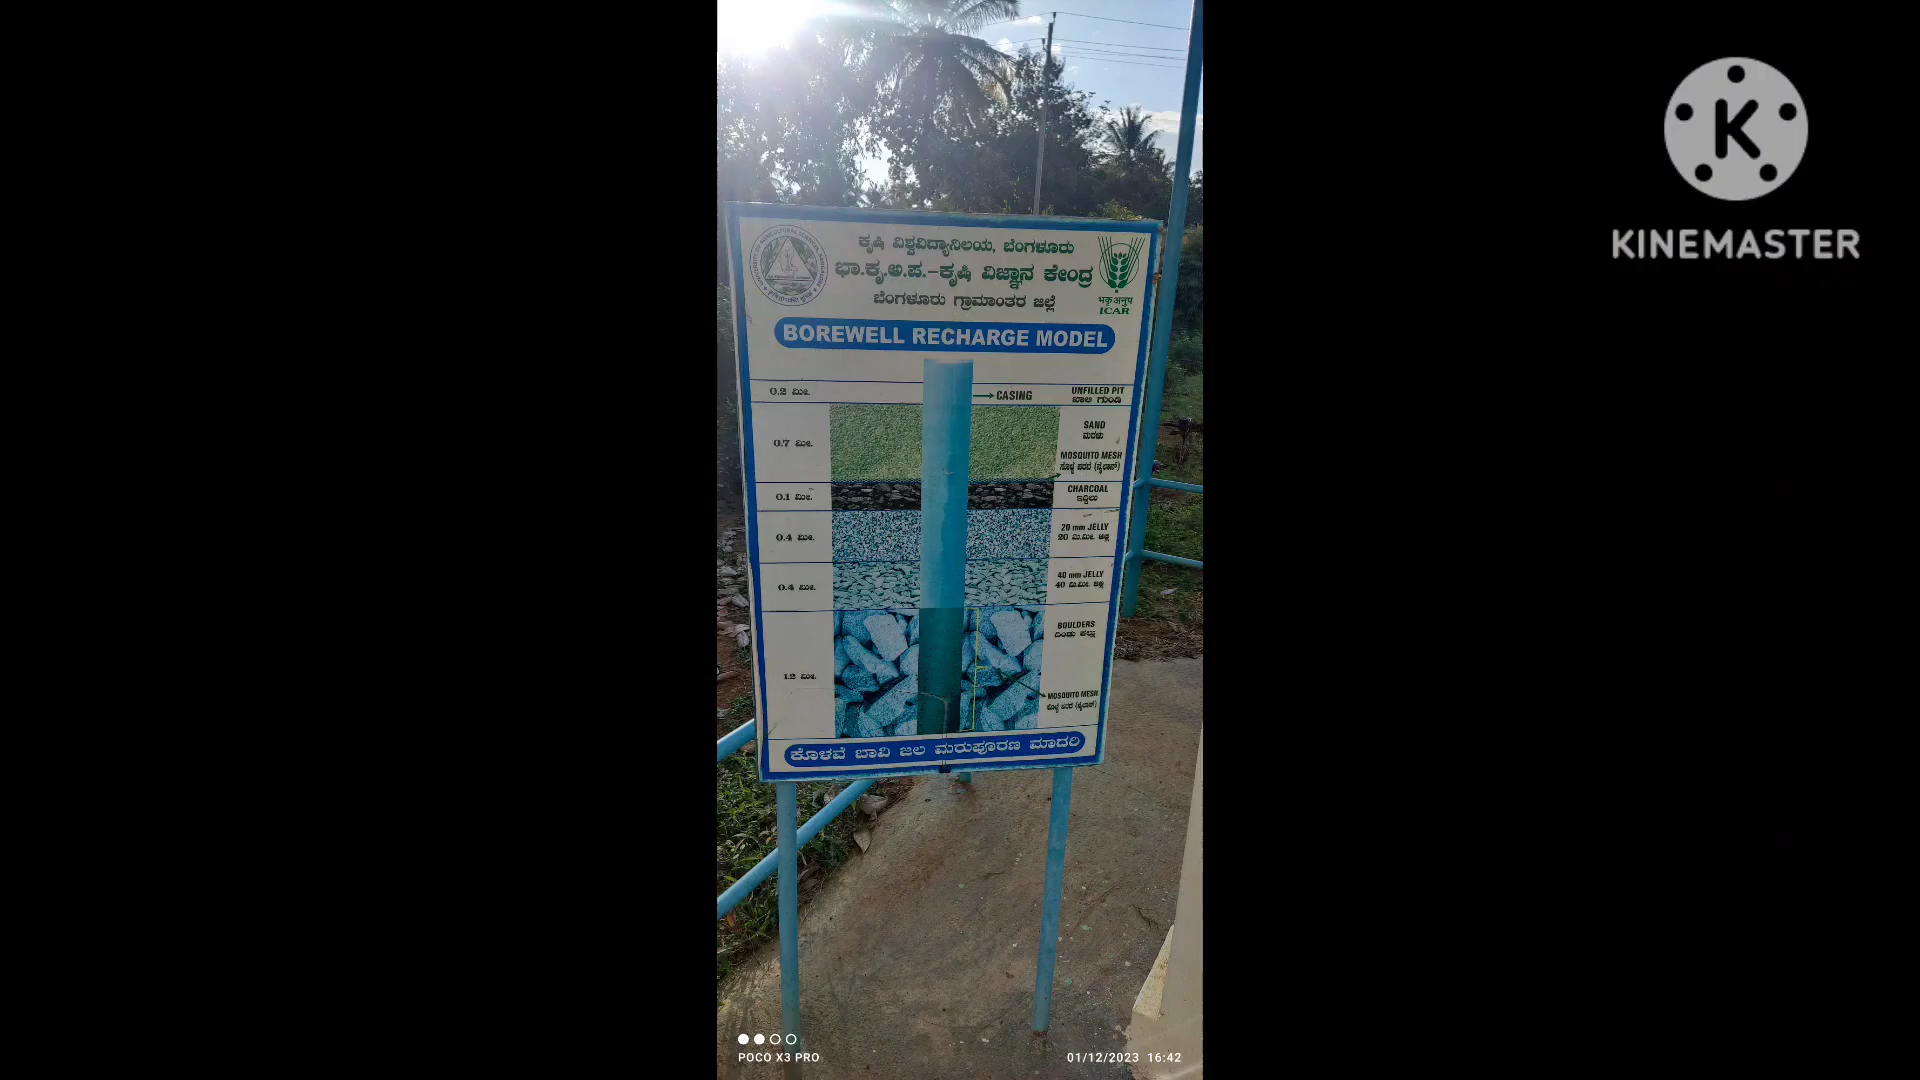 ಕೃಷಿ ವಿಶ್ವವಿದ್ಯಾನಿಲಯ, ಬೆಂಗಳೂರು
ಭಾ.ಕೃ.ಅ.ಪ.-ಕೃಷಿ ವಿಜ್ಞಾನ ಕೇಂದ್ರ
ಬೆಂಗಳೂರು ಗ್ರಾಮಾಂತರ ಜಿಲ್ಲೆ
भाकृअनुप
ICAR
BOREWELL RECHARGE MODEL
0.2 ಮೀ.
CASING
UNFILLED PIT
ಖಾಲಿ ಗುಂಡಿ
0.7 ಮೀ.
SAND
ಮರಳು
MOSQUITO MESH
ಸೊಳ್ಳೆ ಪರದೆ (ನೈಲಾನ್)
0.1 ಮೀ.
CHARCOAL
ಇದ್ದಿಲು
0.4 ಮೀ.
20 mm JELLY
20 ಮಿ.ಮೀ. ಜಲ್ಲಿ
0.4 ಮೀ.
40 mm JELLY
40 ಮಿ.ಮೀ. ಜಲ್ಲಿ
1.2 ಮೀ.
BOULDERS
ದಿಂಡು ಕಲ್ಲು
MOSQUITO MESH
ಸೊಳ್ಳೆ ಪರದೆ (ನೈಲಾನ್)
ಕೊಳವೆ ಬಾವಿ ಜಲ ಮರುಪೂರಣ ಮಾದರಿ
KINEMASTER
POCO X3 PRO
01/12/2023 16:42